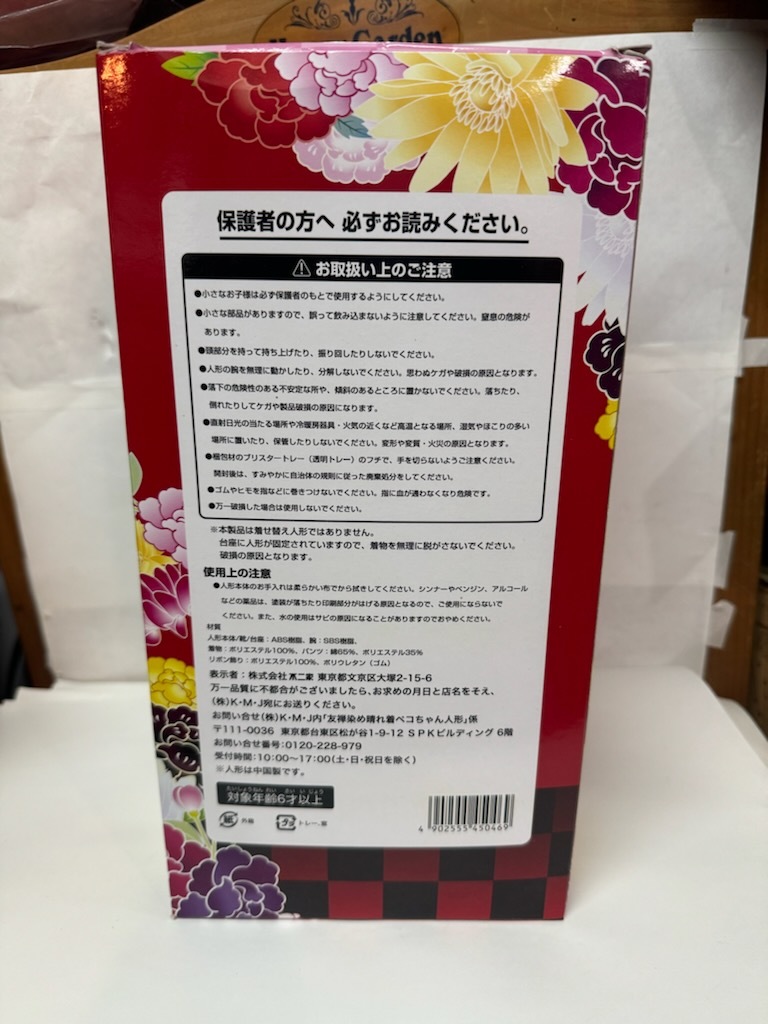 Garden
保護者の方へ 必ずお読みください。
⚠ お取扱い上のご注意
●小さなお子様は必ず保護者のもとで使用するようにしてください。
●小さな部品がありますので、誤って飲み込まないように注意してください。窒息の危険が
あります。
●頭部分を持って持ち上げたり、振り回したりしないでください。
●人形の腕を無理に動かしたり、分解しないでください。思わぬケガや破損の原因となります。
●落下の危険性のある不安定な所や、傾斜のあるところに置かないでください。落ちたり、
倒れたりしてケガや製品破損の原因になります。
●直射日光の当たる場所や冷暖房器具・火気の近くなど高温となる場所、湿気やほこりの多い
場所に置いたり、保管したりしないでください。変形や変質・火災の原因となります。
●梱包材のブリスタートレー（透明トレー）のフチで、手を切らないようご注意ください。
開封後は、すみやかに自治体の規則に従った廃棄処分をしてください。
●ゴムやヒモを指などに巻きつけないでください。指に血が通わなくなり危険です。
●万一破損した場合は使用しないでください。
※本製品は着せ替え人形ではありません。
台座に人形が固定されていますので、着物を無理に脱がさないでください。
破損の原因となります。
使用上の注意
●人形本体のお手入れは柔らかい布でから拭きしてください。シンナーやベンジン、アルコール
などの薬品は、塗装が落ちたり印刷部分がはげる原因となるので、ご使用にならないで
ください。また、水の使用はサビの原因になることがありますのでおやめください。
材質
人形本体/靴/台座：ABS樹脂、腕：SBS樹脂、
着物：ポリエステル100%、パンツ：綿65%、ポリエステル35%
リボン飾り：ポリエステル100%、ポリウレタン（ゴム）
表示者：株式会社不二家 東京都文京区大塚2-15-6
万一品質に不都合がございましたら、お求めの月日と店名をそえ、
(株)K・M・J宛にお送りください。
お問い合せ(株)K・M・J内「友禅染め晴れ着ペコちゃん人形」係
〒111-0036 東京都台東区松が谷1-9-12 SPKビルディング 6階
お問い合せ番号:0120-228-979
受付時間:10:00〜17:00(土・日・祝日を除く)
※人形は中国製です。
たいしょうねんれい さい いじょう
対象年齢6才以上
紙 外箱 プラ トレー、袋
4 902555 450469